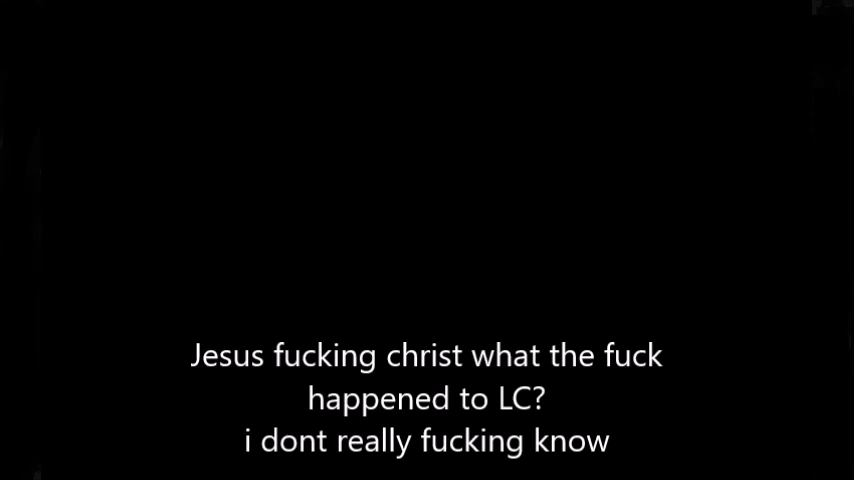 Jesus fucking christ what the fuck
happened to LC?
i dont really fucking know